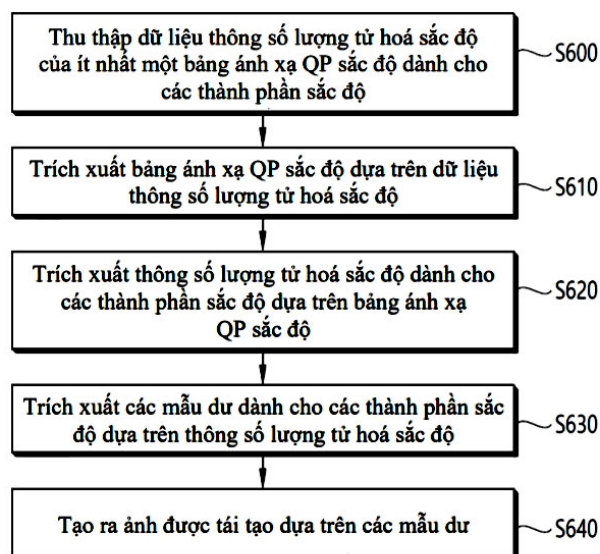 Thu thập dữ liệu thông số lượng tử hoá sắc độ
của ít nhất một bảng ánh xạ QP sắc độ dành cho
các thành phần sắc độ
S600
Trích xuất bảng ánh xạ QP sắc độ dựa trên dữ liệu
thông số lượng tử hoá sắc độ
S610
Trích xuất thông số lượng tử hoá sắc độ dành cho
các thành phần sắc độ dựa trên bảng ánh xạ
QP sắc độ
S620
Trích xuất các mẫu dư dành cho các thành phần sắc
độ dựa trên thông số lượng tử hoá sắc độ
S630
Tạo ra ảnh được tái tạo dựa trên các mẫu dư
S640